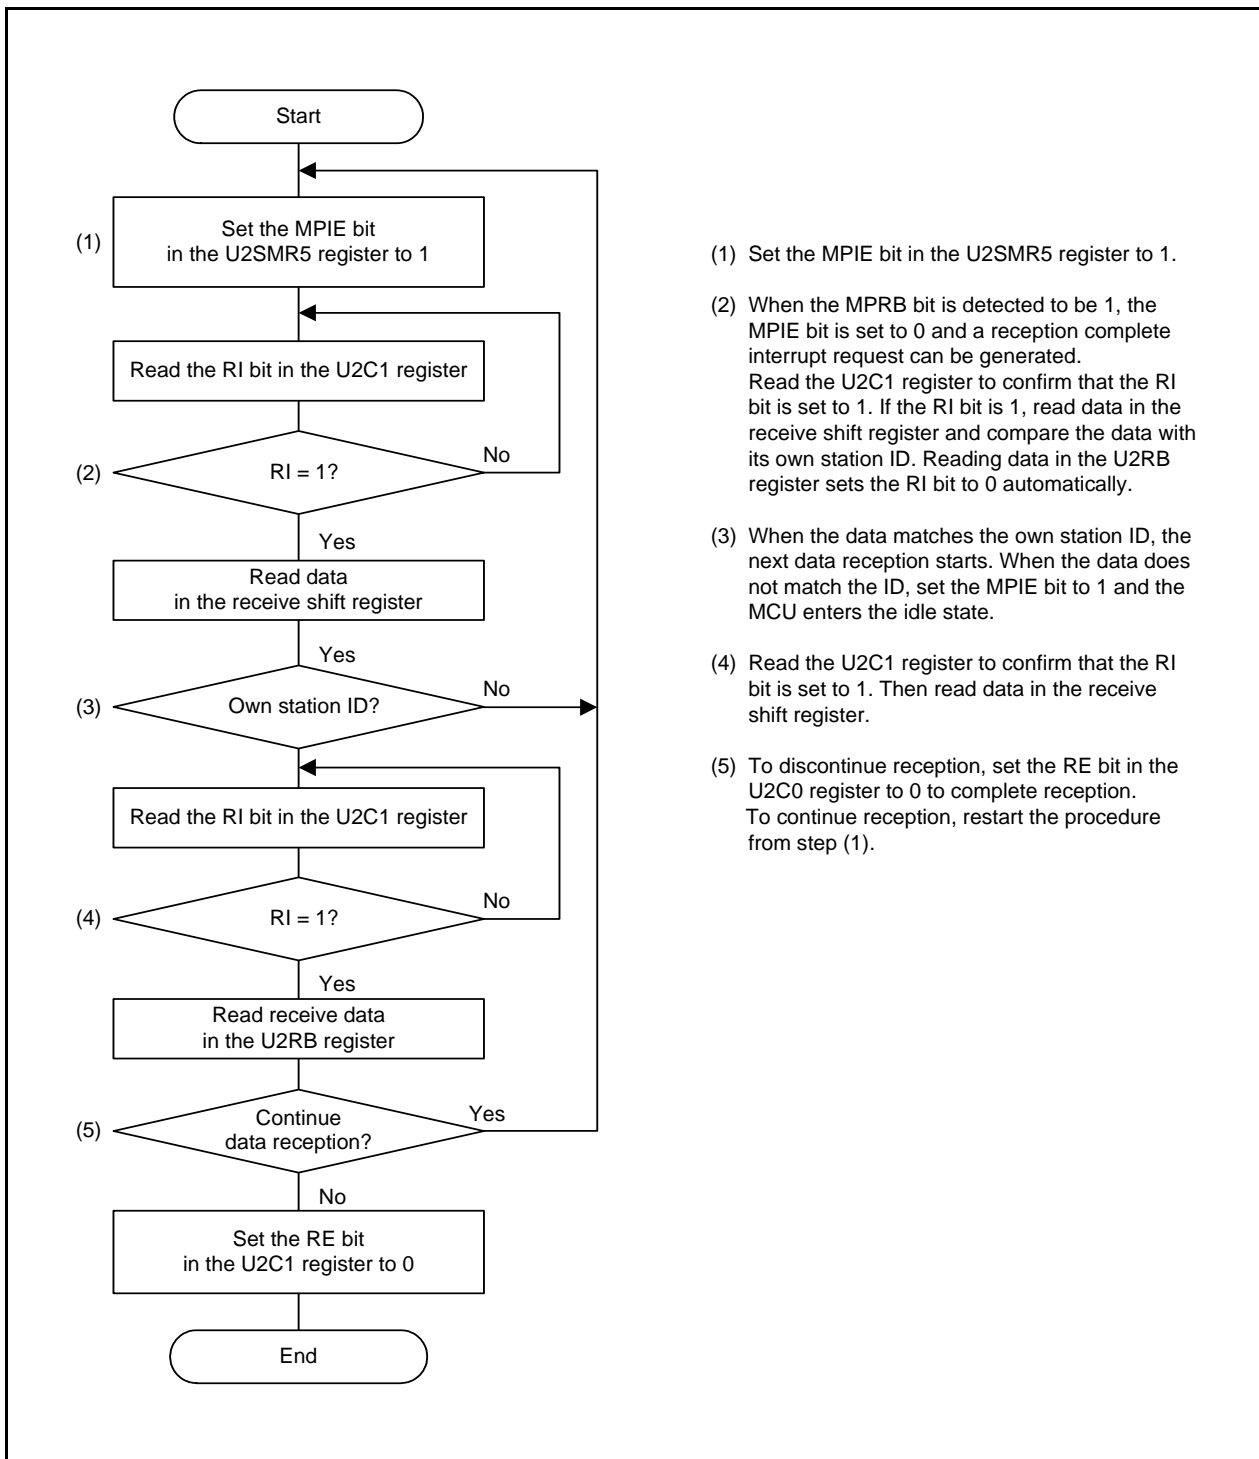 Start
(1)
Set the MPIE bit
in the U2SMR5 register to 1
Read the RI bit in the U2C1 register
(2)
RI = 1?
No
Yes
Read data
in the receive shift register
Yes
(3)
Own station ID?
No
Read the RI bit in the U2C1 register
(4)
RI = 1?
No
Yes
Read receive data
in the U2RB register
(5)
Continue
data reception?
Yes
No
Set the RE bit
in the U2C1 register to 0
End
(1) Set the MPIE bit in the U2SMR5 register to 1.
(2) When the MPRB bit is detected to be 1, the
MPIE bit is set to 0 and a reception complete
interrupt request can be generated.
Read the U2C1 register to confirm that the RI
bit is set to 1. If the RI bit is 1, read data in the
receive shift register and compare the data with
its own station ID. Reading data in the U2RB
register sets the RI bit to 0 automatically.
(3) When the data matches the own station ID, the
next data reception starts. When the data does
not match the ID, set the MPIE bit to 1 and the
MCU enters the idle state.
(4) Read the U2C1 register to confirm that the RI
bit is set to 1. Then read data in the receive
shift register.
(5) To discontinue reception, set the RE bit in the
U2C0 register to 0 to complete reception.
To continue reception, restart the procedure
from step (1).